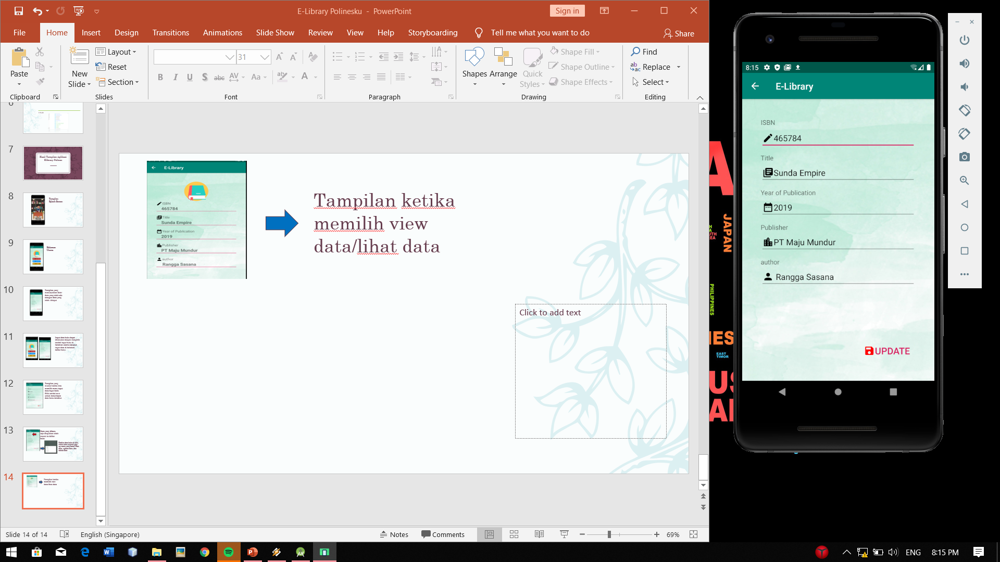 E-Library Polinesku - PowerPoint
Sign in
File Home Insert Design Transitions Animations Slide Show Review View Help Storyboarding Tell me what you want to do Share
Paste
Clipboard
New Slide
Layout
Reset
Section
Slides
31
B I U S abc AV Aa A
Font
Paragraph
Shapes
Arrange
Quick Styles
Shape Fill
Shape Outline
Shape Effects
Drawing
Find
Replace
Select
Editing
6
7
8
9
10
11
12
13
14
E-Library
ISBN
465784
Title
Sunda Empire
Year of Publication
2019
Publisher
PT Maju Mundur
author
Rangga Sasana
Tampilan ketika
memilih view
data/lihat data
Click to add text
Slide 14 of 14
English (Singapore)
Notes
Comments
69%
JAPAN
PHILIPPINES
EAST
TIMOR
8:15
E-Library
ISBN
465784
Title
Sunda Empire
Year of Publication
2019
Publisher
PT Maju Mundur
author
Rangga Sasana
UPDATE
ENG
8:15 PM